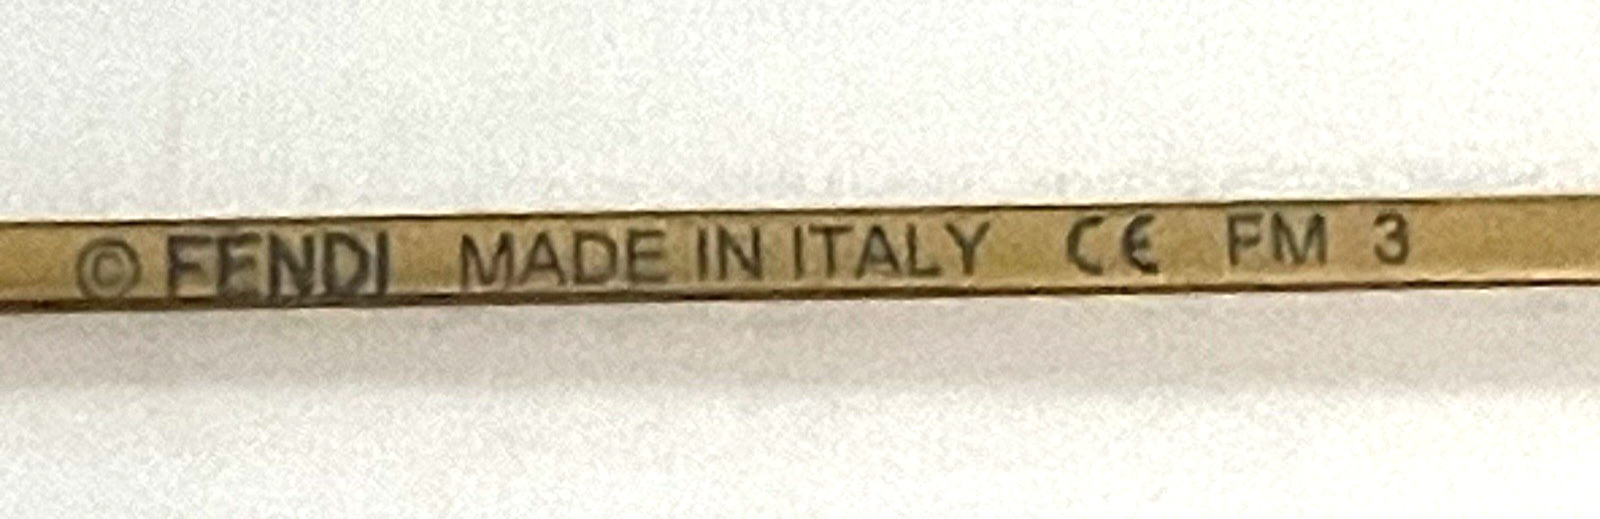 © FENDI MADE IN ITALY CE FM 3